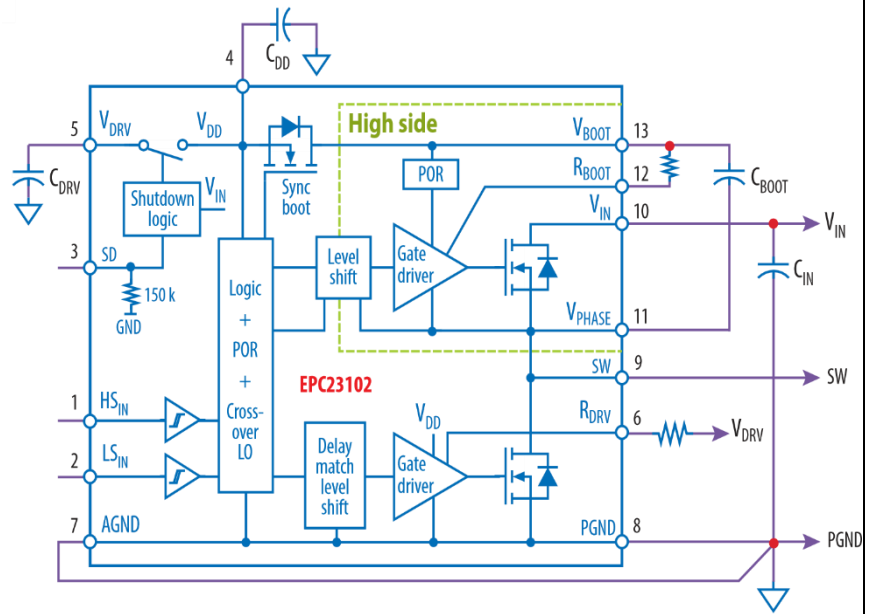 4
C_DD
5
V_DRV
V_DD
High side
V_BOOT
13
C_DRV
POR
R_BOOT
12
C_BOOT
Sync
boot
Shutdown
logic
V_IN
V_IN
10
V_IN
3
SD
150 k
GND
Logic
+
POR
+
Cross-
over
LO
Level
shift
Gate
driver
C_IN
V_PHASE
11
EPC23102
SW
9
SW
1
HS_IN
V_DD
R_DRV
6
V_DRV
2
LS_IN
Delay
match
level
shift
Gate
driver
7
AGND
PGND
8
PGND